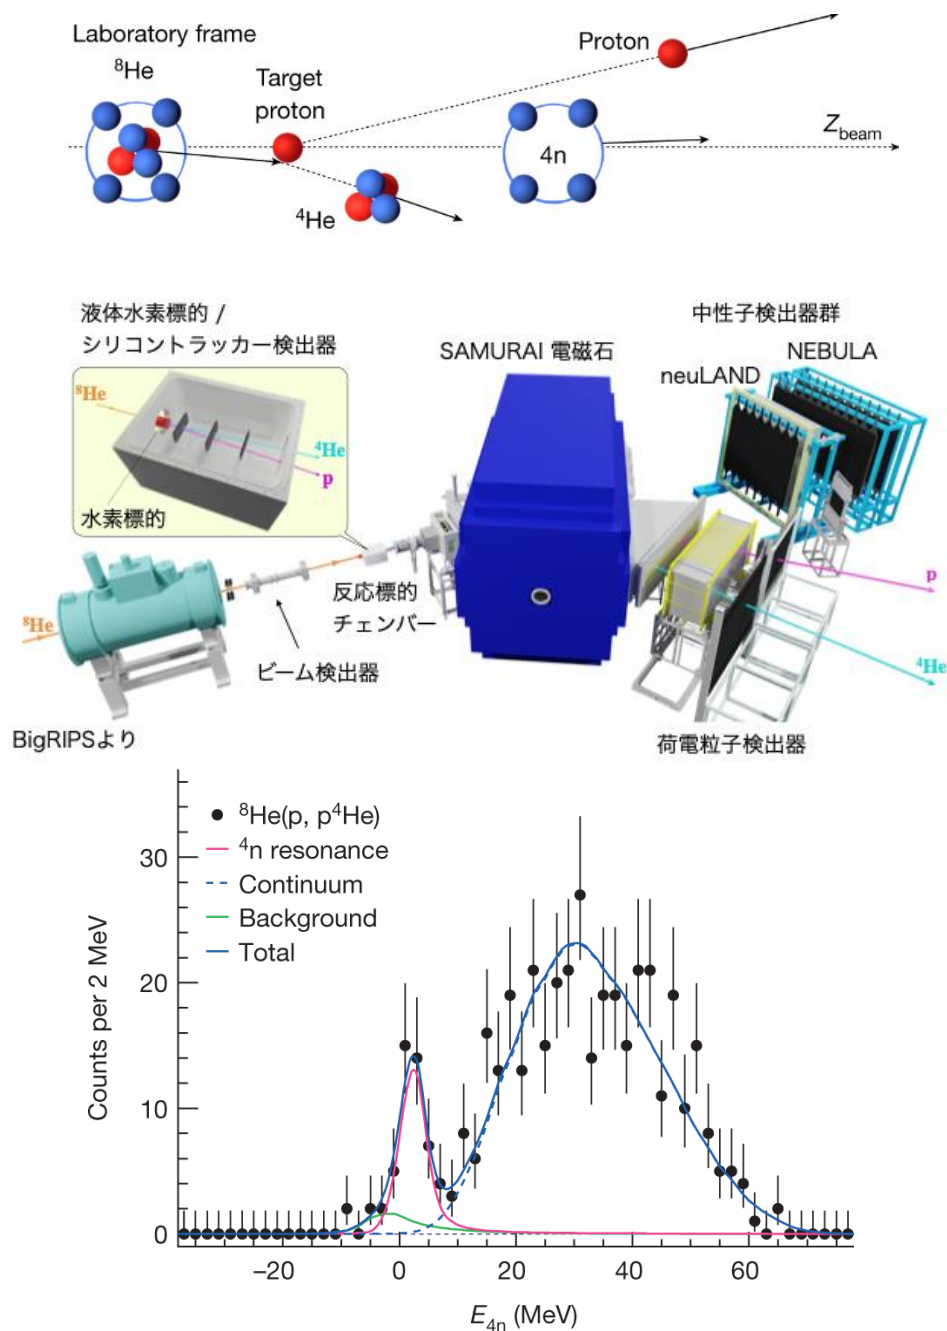 Laboratory frame
⁸He
Target
proton
Proton
Z_beam
4n
⁴He
液体水素標的 /
シリコントラッカー検出器
⁸He
⁴He
p
水素標的
SAMURAI 電磁石
中性子検出器群
NEBULA
neuLAND
反応標的
チェンバー
⁸He
ビーム検出器
BigRIPSより
p
⁴He
荷電粒子検出器
⁸He(p, p⁴He)
⁴n resonance
Continuum
Background
Total
Counts per 2 MeV
30
20
10
0
−20 0 20 40 60
E₄ₙ (MeV)